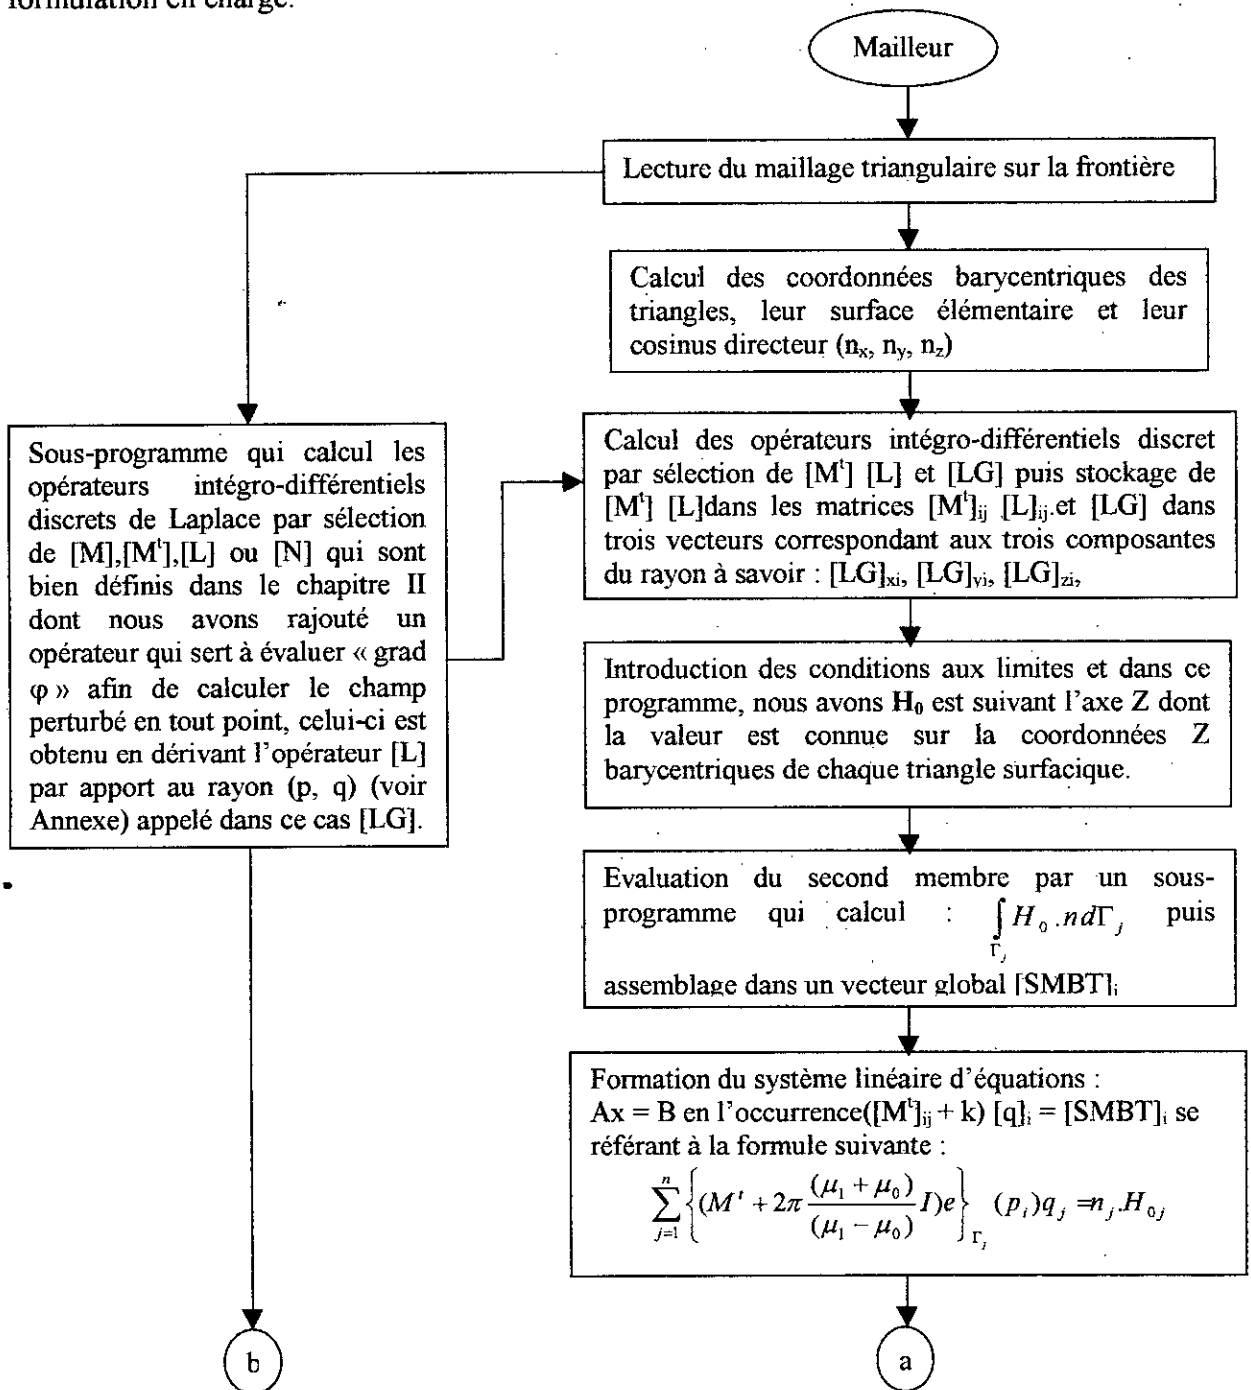 formulation en charge.
Mailleur
Lecture du maillage triangulaire sur la frontière
Calcul des coordonnées barycentriques des
triangles, leur surface élémentaire et leur
cosinus directeur (nₓ, n_y, n_z)
Sous-programme qui calcul les
opérateurs intégro-différentiels
discrets de Laplace par sélection
de [M],[Mᵗ],[L] ou [N] qui sont
bien définis dans le chapitre II
dont nous avons rajouté un
opérateur qui sert à évaluer « grad
φ » afin de calculer le champ
perturbé en tout point, celui-ci est
obtenu en dérivant l'opérateur [L]
par apport au rayon (p, q) (voir
Annexe) appelé dans ce cas [LG].
Calcul des opérateurs intégro-différentiels discret
par sélection de [Mᵗ] [L] et [LG] puis stockage de
[Mᵗ] [L]dans les matrices [Mᵗ]ᵢⱼ [L]ᵢⱼ.et [LG] dans
trois vecteurs correspondant aux trois composantes
du rayon à savoir : [LG]ₓᵢ, [LG]_yi, [LG]_zi,
Introduction des conditions aux limites et dans ce
programme, nous avons H₀ est suivant l'axe Z dont
la valeur est connue sur la coordonnées Z
barycentriques de chaque triangle surfacique.
Evaluation du second membre par un sous-
programme qui calcul : ∫_Γⱼ H₀ .ndΓⱼ puis
assemblage dans un vecteur global [SMBT]ᵢ
Formation du système linéaire d'équations :
Ax = B en l'occurrence([Mᵗ]ᵢⱼ + k) [q]ᵢ = [SMBT]ᵢ se
référant à la formule suivante :
∑_{j=1}^{n} {(Mᵗ + 2π (μ₁ + μ₀)/(μ₁ − μ₀) I)e}_Γⱼ (pᵢ)qⱼ =nⱼ.H₀ⱼ
b
a